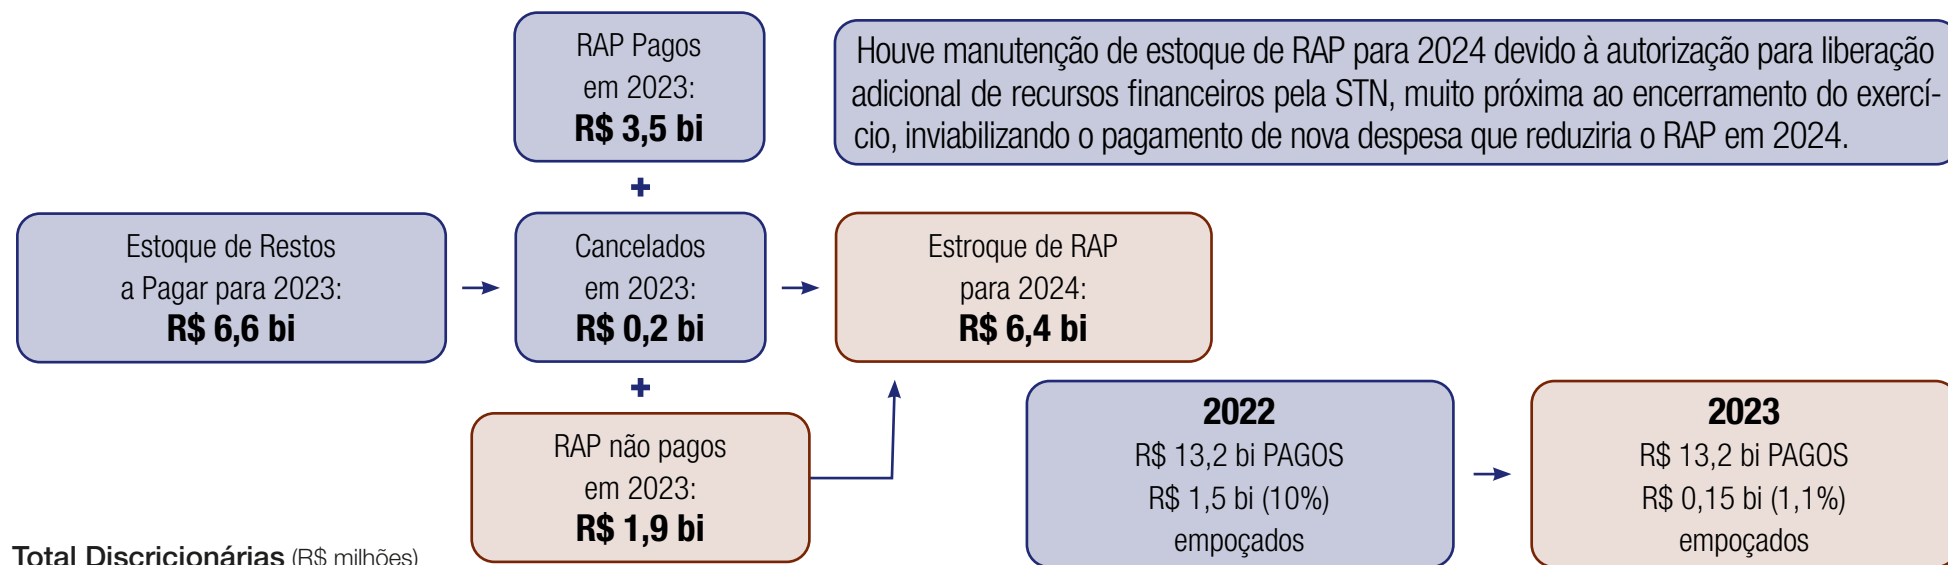 RAP Pagos
em 2023:
R$ 3,5 bi
Houve manutenção de estoque de RAP para 2024 devido à autorização para liberação
adicional de recursos financeiros pela STN, muito próxima ao encerramento do exercí-
cio, inviabilizando o pagamento de nova despesa que reduziria o RAP em 2024.
+
Estoque de Restos
a Pagar para 2023:
R$ 6,6 bi
Cancelados
em 2023:
R$ 0,2 bi
Estroque de RAP
para 2024:
R$ 6,4 bi
+
RAP não pagos
em 2023:
R$ 1,9 bi
2022
R$ 13,2 bi PAGOS
R$ 1,5 bi (10%)
empoçados
2023
R$ 13,2 bi PAGOS
R$ 0,15 bi (1,1%)
empoçados
Total Discricionárias (R$ milhões)